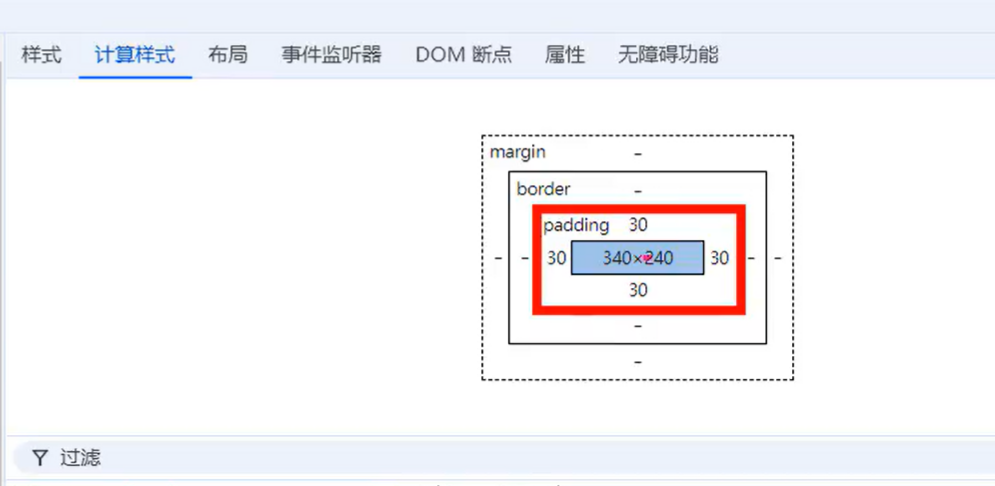 样式 计算样式 布局 事件监听器 DOM 断点 属性 无障碍功能
margin -
border -
padding 30
- - 30 340×240 30 - -
30
-
-
过滤